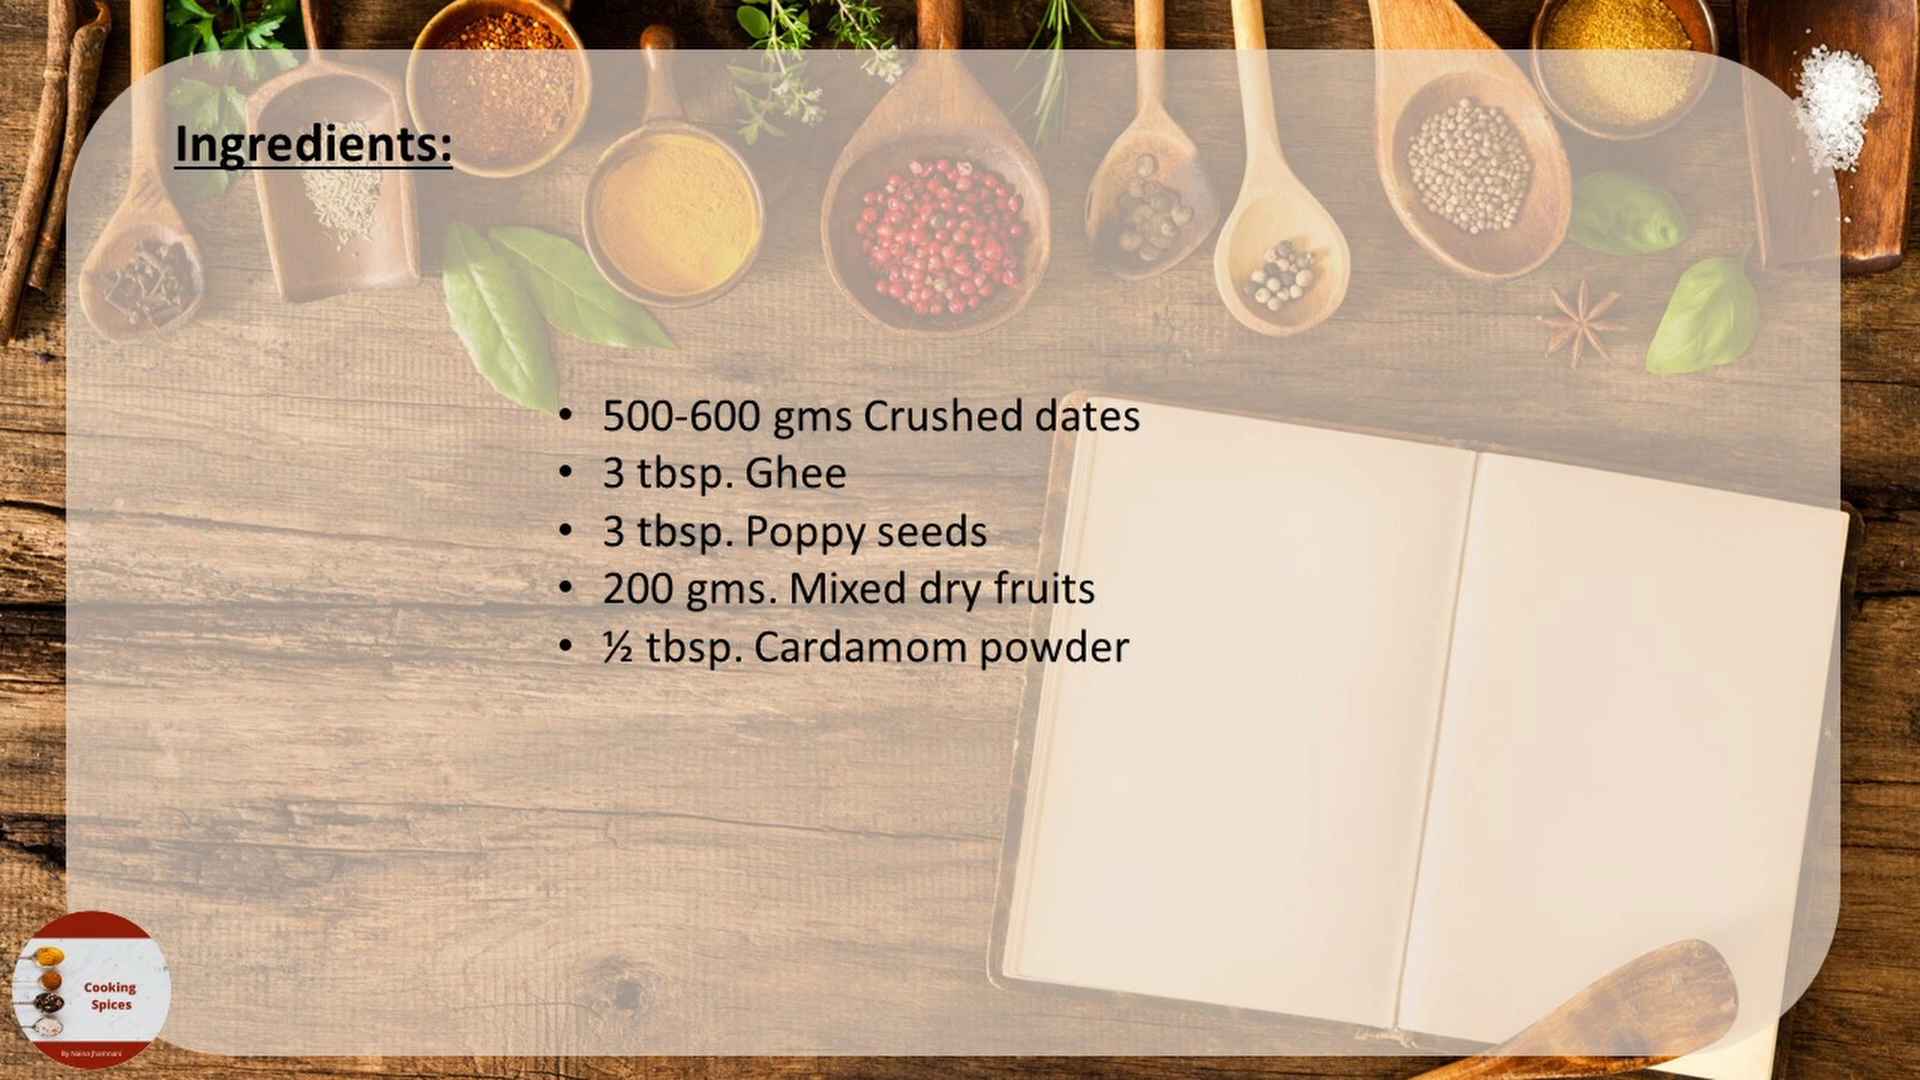 Ingredients:
• 500-600 gms Crushed dates
• 3 tbsp. Ghee
• 3 tbsp. Poppy seeds
• 200 gms. Mixed dry fruits
• ½ tbsp. Cardamom powder
Cooking
Spices